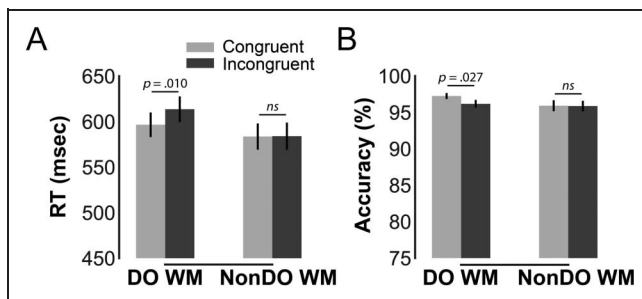 A
Congruent
Incongruent
RT (msec)
650
600
550
500
450
p = .010
ns
DO WM NonDO WM
B
Accuracy (%)
100
95
90
85
80
75
p = .027
ns
DO WM NonDO WM